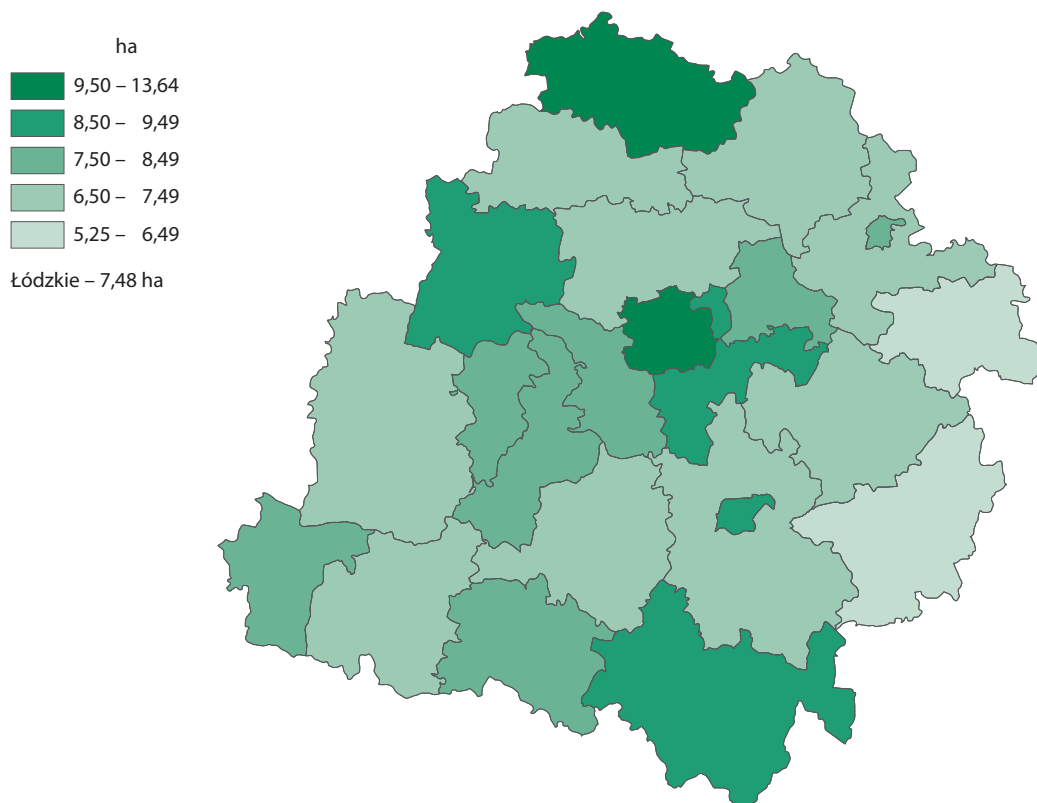 ha
9,50 – 13,64
8,50 – 9,49
7,50 – 8,49
6,50 – 7,49
5,25 – 6,49
Łódzkie – 7,48 ha